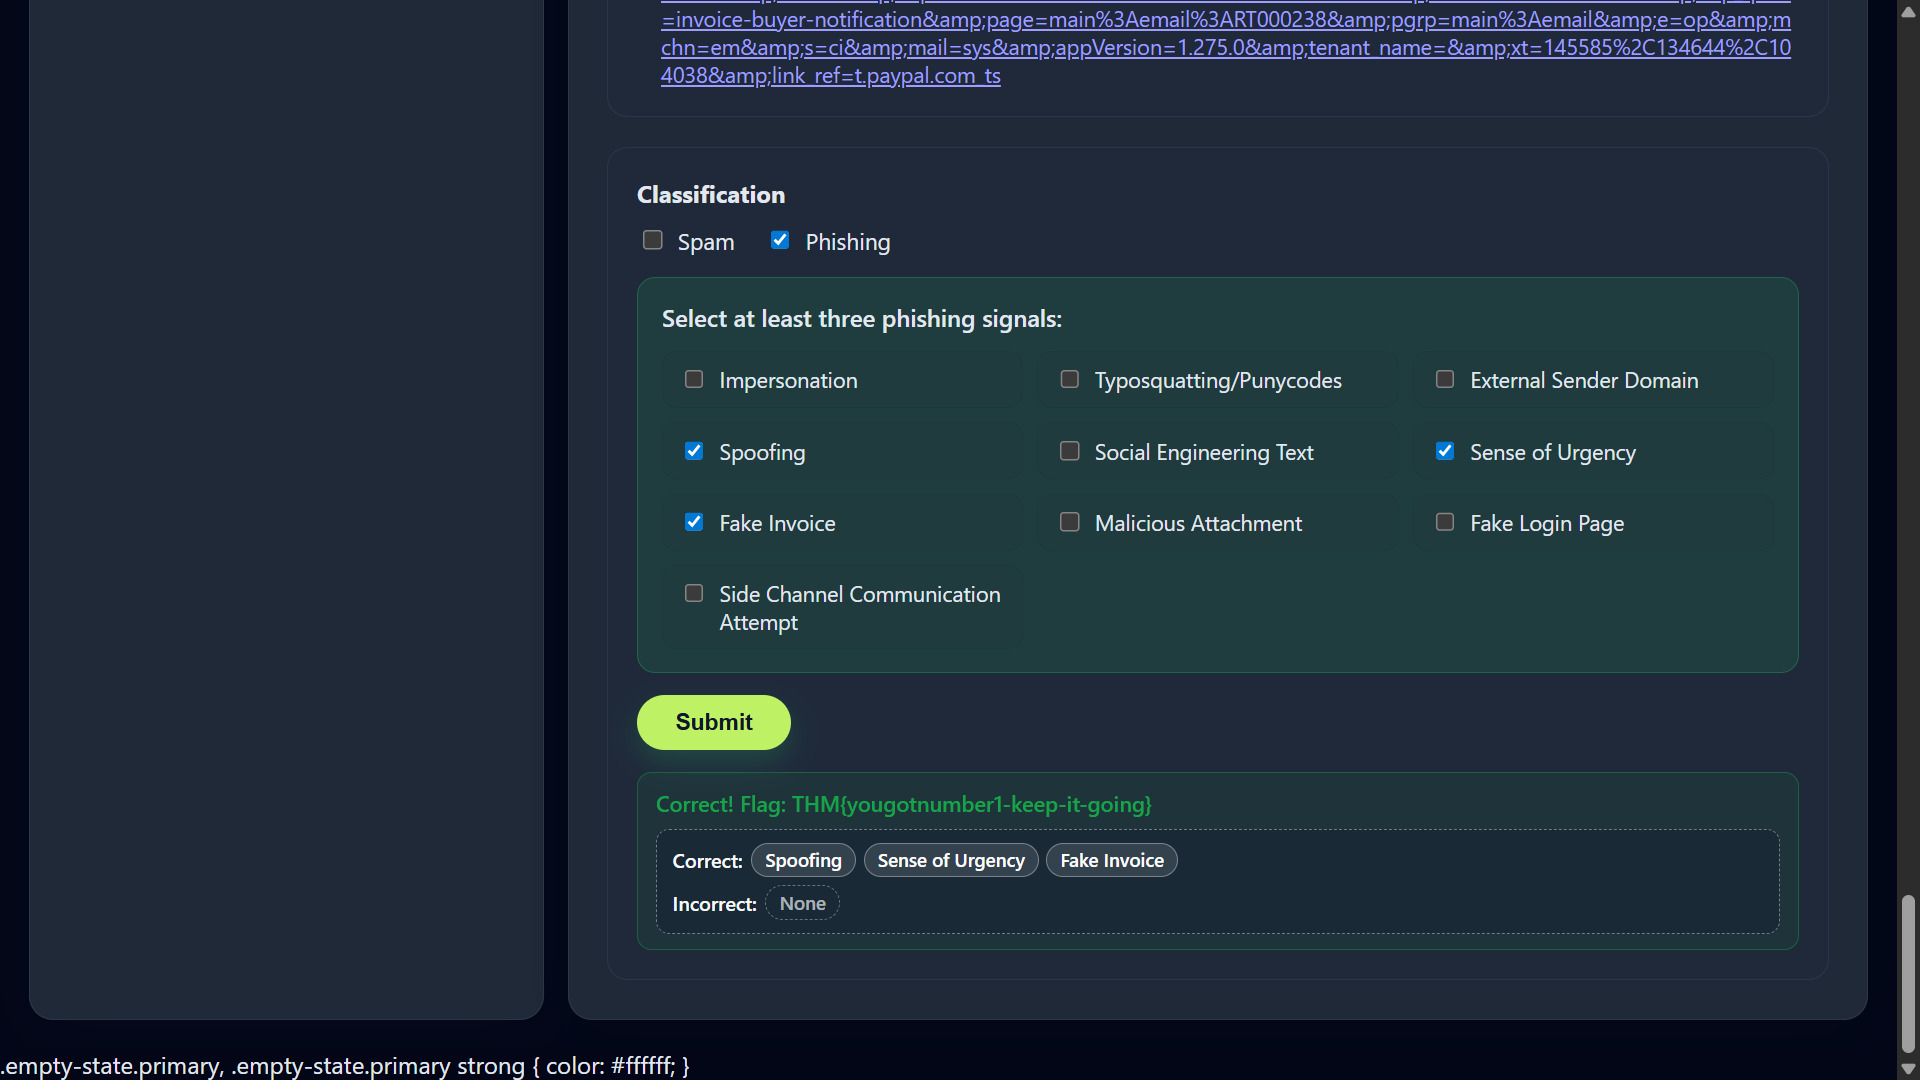 =invoice-buyer-notification&amp;page=main%3Aemail%3ART000238&amp;pgrp=main%3Aemail&amp;e=op&amp;m
chn=em&amp;s=ci&amp;mail=sys&amp;appVersion=1.275.0&amp;tenant_name=&amp;xt=145585%2C134644%2C10
4038&amp;link_ref=t.paypal.com_ts
Classification
Spam Phishing
Select at least three phishing signals:
Impersonation Typosquatting/Punycodes External Sender Domain
Spoofing Social Engineering Text Sense of Urgency
Fake Invoice Malicious Attachment Fake Login Page
Side Channel Communication
Attempt
Submit
Correct! Flag: THM{yougotnumber1-keep-it-going}
Correct: Spoofing Sense of Urgency Fake Invoice
Incorrect: None
.empty-state.primary, .empty-state.primary strong { color: #ffffff; }